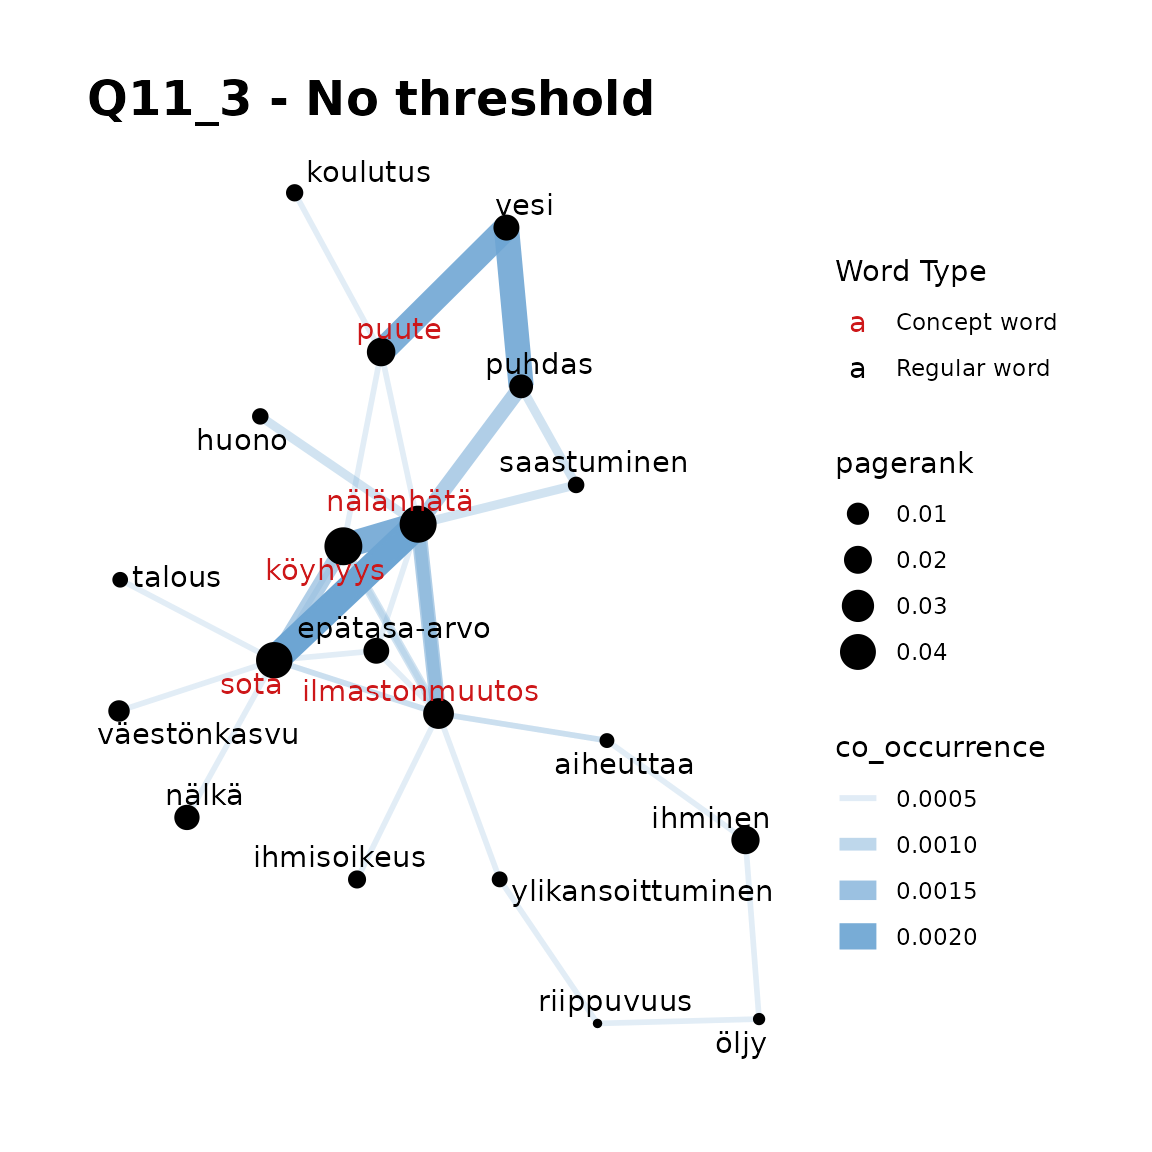 Q11_3 - No threshold
koulutus
vesi
puute
puhdas
huono
saastuminen
nälänhätä
köyhyys
talous
epätasa-arvo
sota
ilmastonmuutos
väestönkasvu
aiheuttaa
nälkä
ihminen
ihmisoikeus
ylikansoittuminen
riippuvuus
öljy
Word Type
a Concept word
a Regular word
pagerank
0.01
0.02
0.03
0.04
co_occurrence
0.0005
0.0010
0.0015
0.0020